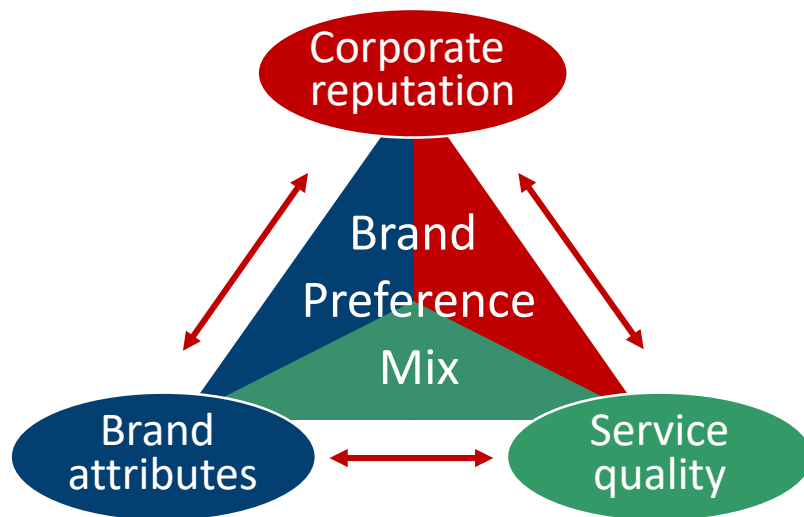 Corporate
reputation
Brand
Preference
Mix
Brand
attributes
Service
quality